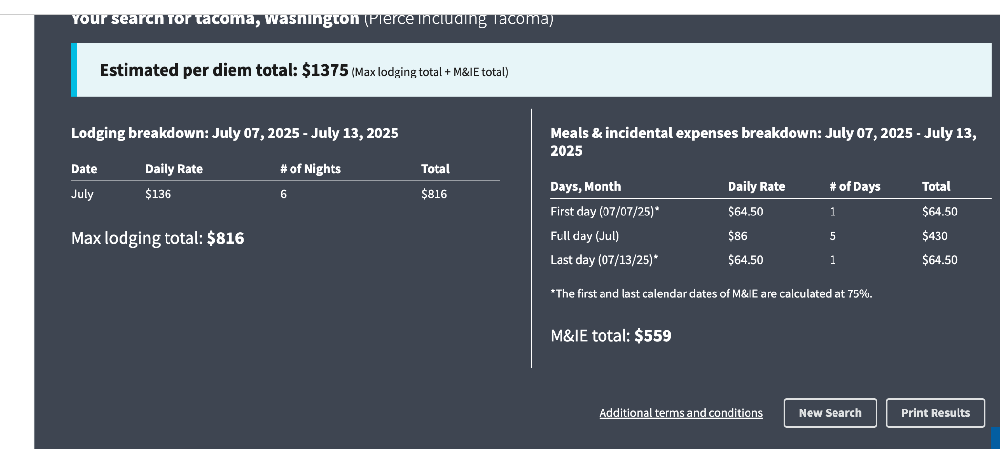 Your search for tacoma, Washington (Pierce Including Tacoma)
Estimated per diem total: $1375 (Max lodging total + M&IE total)
Lodging breakdown: July 07, 2025 - July 13, 2025
Date Daily Rate # of Nights Total
July $136 6 $816
Max lodging total: $816
Meals & incidental expenses breakdown: July 07, 2025 - July 13,
2025
Days, Month Daily Rate # of Days Total
First day (07/07/25)* $64.50 1 $64.50
Full day (Jul) $86 5 $430
Last day (07/13/25)* $64.50 1 $64.50
*The first and last calendar dates of M&IE are calculated at 75%.
M&IE total: $559
Additional terms and conditions New Search Print Results